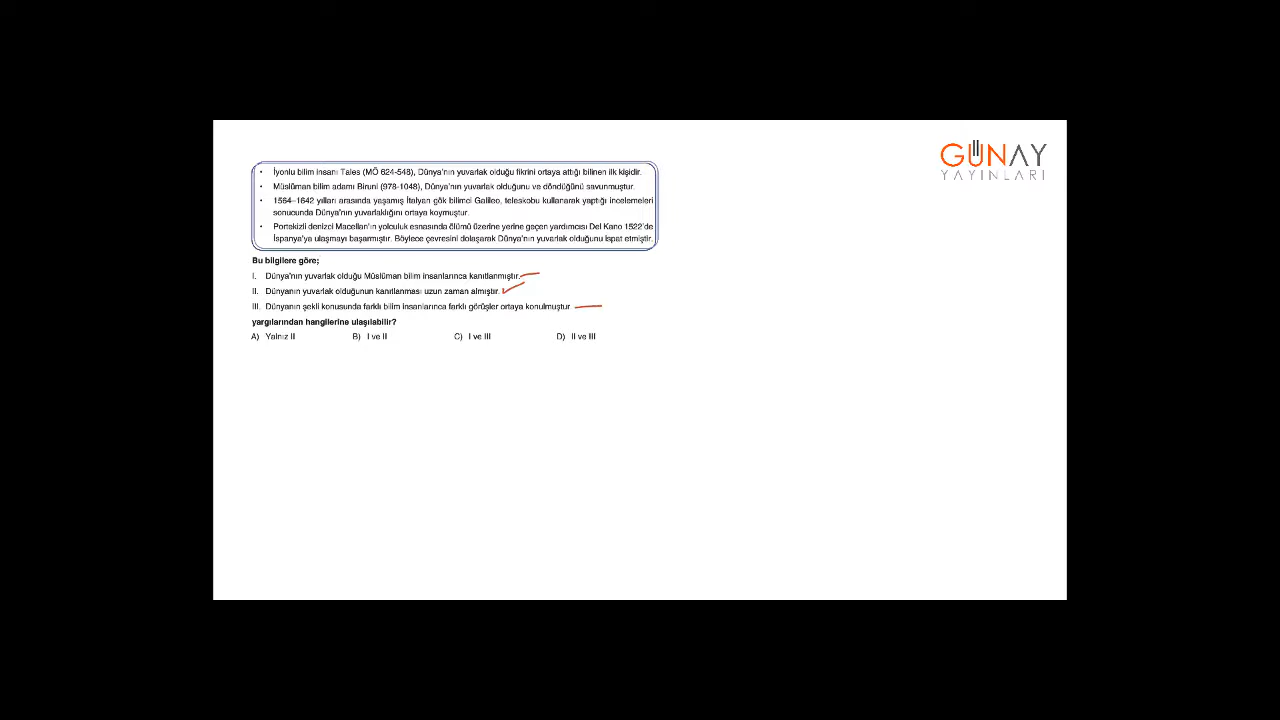 GÜNAY
YAYINLARI
• İyonlu bilim insanı Tales (MÖ 624-548), Dünya'nın yuvarlak olduğu fikrini ortaya attığı bilinen ilk kişidir.
• Müslüman bilim adamı Biruni (978-1048), Dünya'nın yuvarlak olduğunu ve döndüğünü savunmuştur.
• 1564–1642 yılları arasında yaşamış İtalyan gök bilimci Galileo, teleskobu kullanarak yaptığı incelemeleri
sonucunda Dünya'nın yuvarlaklığını ortaya koymuştur.
• Portekizli denizci Macellan'ın yolculuk esnasında ölümü üzerine yerine geçen yardımcısı Del Kano 1522'de
İspanya'ya ulaşmayı başarmıştır. Böylece çevresini dolaşarak Dünya'nın yuvarlak olduğunu ispat etmiştir.
Bu bilgilere göre;
I. Dünya'nın yuvarlak olduğu Müslüman bilim insanlarınca kanıtlanmıştır.
II. Dünyanın yuvarlak olduğunun kanıtlanması uzun zaman almıştır.
III. Dünyanın şekli konusunda farklı bilim insanlarınca farklı görüşler ortaya konulmuştur.
yargılarından hangilerine ulaşılabilir?
A) Yalnız II B) I ve II C) I ve III D) II ve III